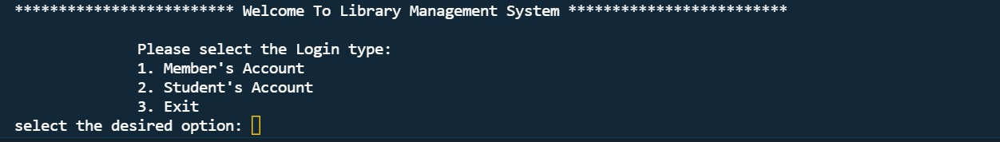 ************************* Welcome To Library Management System *************************
Please select the Login type:
1. Member's Account
2. Student's Account
3. Exit
select the desired option: